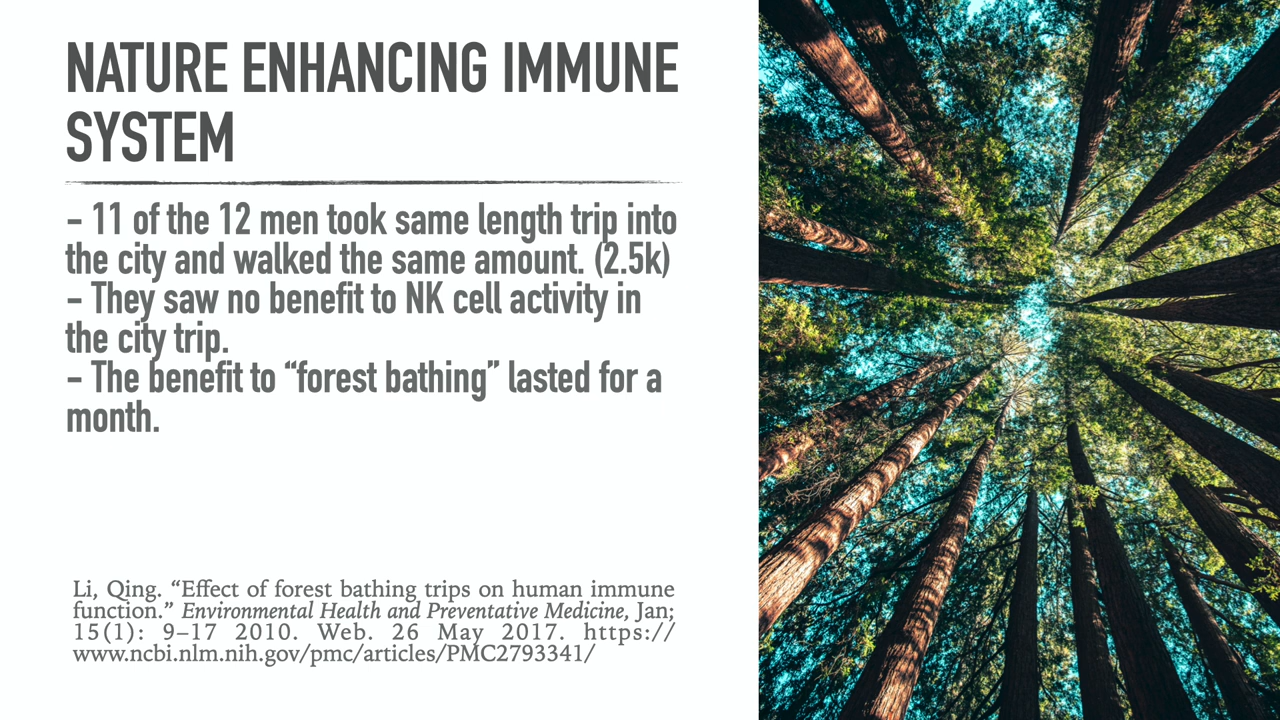 NATURE ENHANCING IMMUNE
SYSTEM
- 11 of the 12 men took same length trip into
the city and walked the same amount. (2.5k)
- They saw no benefit to NK cell activity in
the city trip.
- The benefit to “forest bathing” lasted for a
month.
Li, Qing. “Effect of forest bathing trips on human immune
function.” Environmental Health and Preventative Medicine, Jan;
15(1): 9–17 2010. Web. 26 May 2017. https://
www.ncbi.nlm.nih.gov/pmc/articles/PMC2793341/